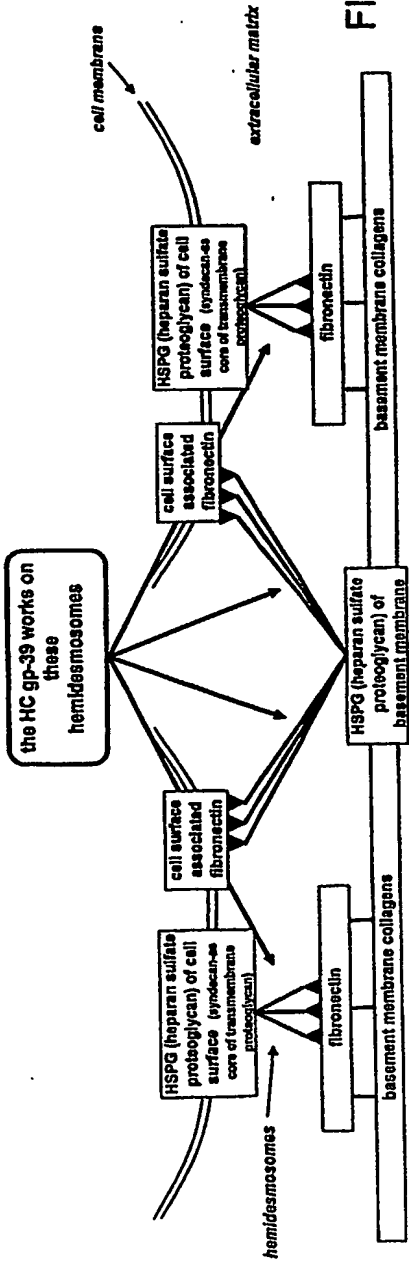 the HC gp-39 works on
these
hemidesmosomes
cell membrane
HSPG (heparan sulfate
proteoglycan) of cell
surface (syndecan-es
core of transmembrane
proteoglycan)
cell surface
associated
fibronectin
cell surface
associated
fibronectin
HSPG (heparan sulfate
proteoglycan) of cell
surface (syndecan-es
core of transmembrane
proteoglycan)
extracellular matrix
hemidesmosomes
fibronectin
fibronectin
HSPG (heparan sulfate
proteoglycan) of
basement membrane
basement membrane collagens
basement membrane collagens
FI